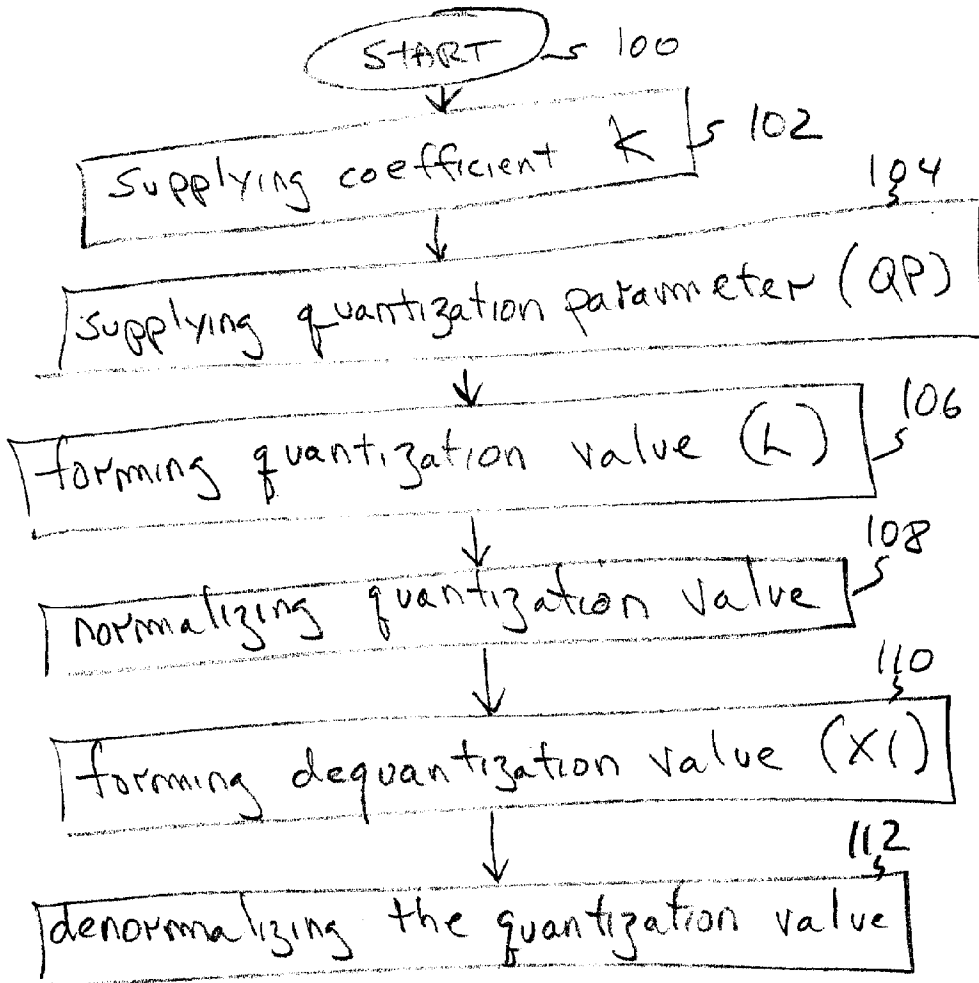 START 100
supplying coefficient K 102
104
supplying quantization parameter (QP)
106
forming quantization value (L)
108
normalizing quantization value
110
forming dequantization value (X1)
112
denormalizing the quantization value